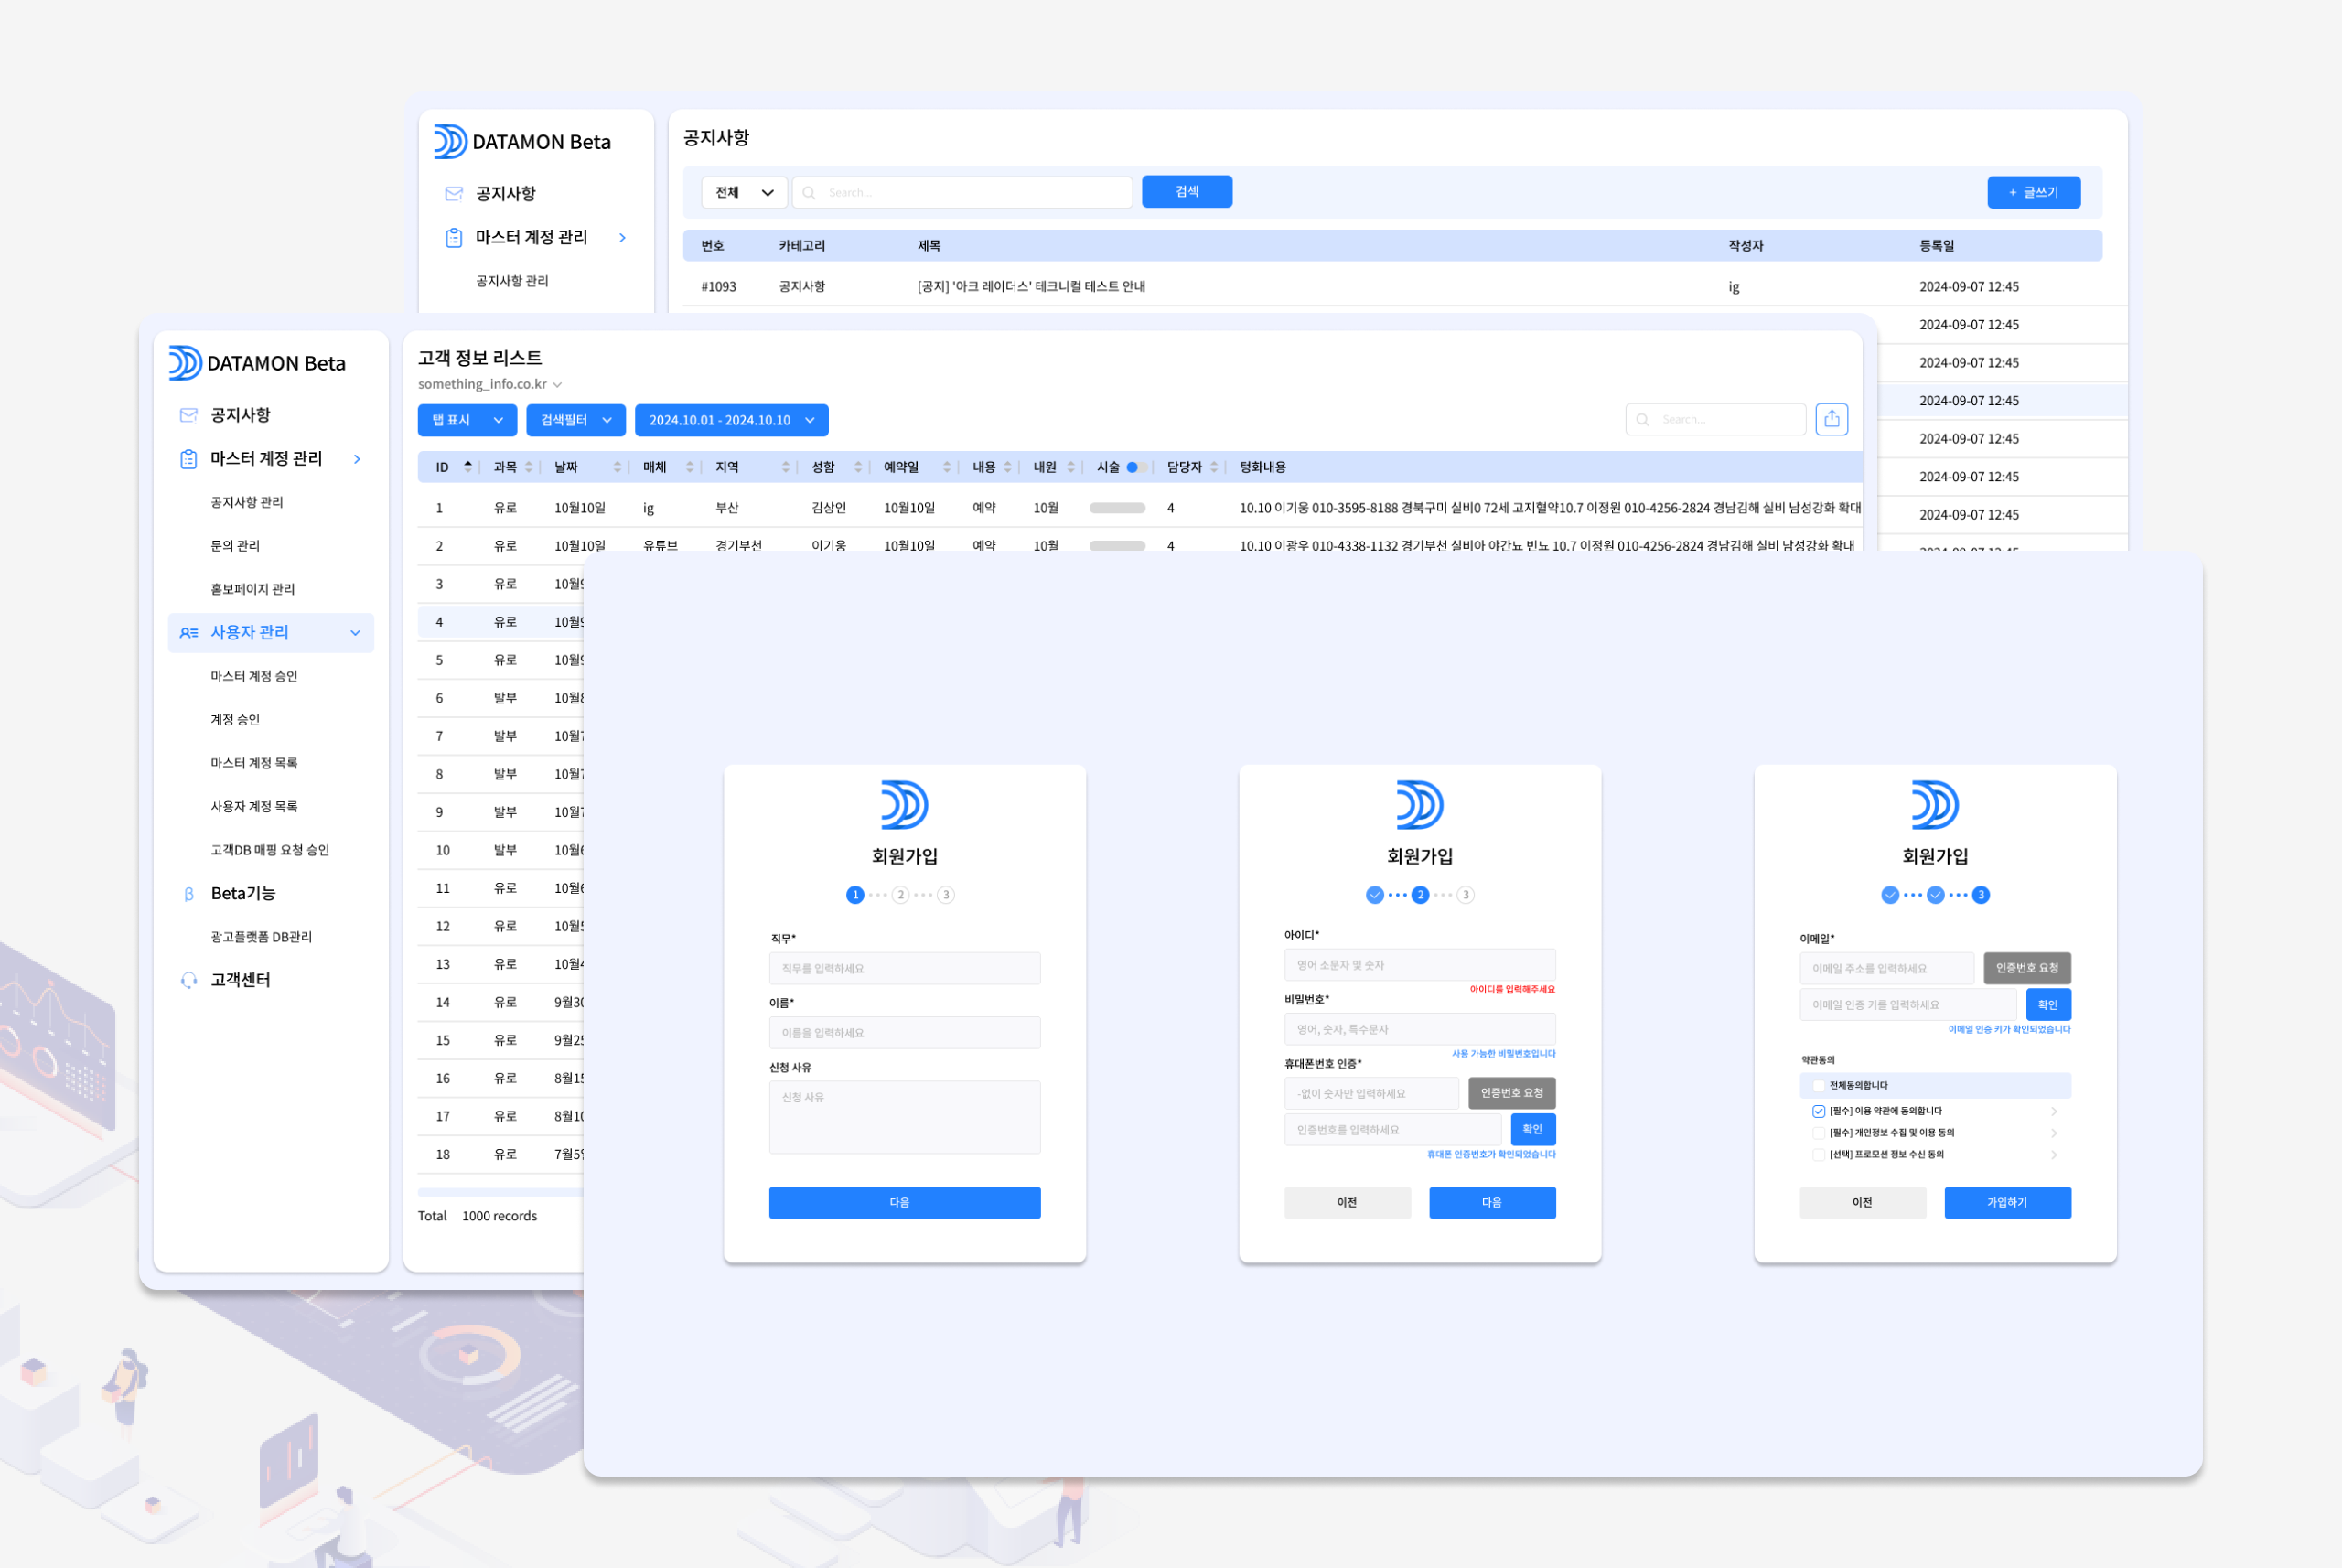 DATAMON Beta
공지사항
마스터 계정 관리
공지사항 관리
공지사항
전체
Search...
검섹
+ 글쓰기
번호 카테고리 제목 작성자 등록일
#1093 공지사항 [공지] '아크 레이더스' 테크니컬 테스트 안내 ig 2024-09-07 12:45
2024-09-07 12:45
2024-09-07 12:45
2024-09-07 12:45
2024-09-07 12:45
2024-09-07 12:45
2024-09-07 12:45
DATAMON Beta
공지사항
마스터 계정 관리
공지사항 관리
문의 관리
홈보페이지 관리
사용자 관리
마스터 계정 승인
계정 승인
마스터 계정 목록
사용자 계정 목록
고객DB 매핑 요청 승인
Beta기능
광고플랫폼 DB관리
고객센터
고객 정보 리스트
something_info.co.kr
탭 표시
검색필터
2024.10.01 - 2024.10.10
Search...
ID 과목 날짜 매체 지역 성함 예약일 내용 내원 시술 담당자 텅화내용
1 유로 10월10일 ig 부산 김상인 10월10일 예약 10월 4 10.10 이기웅 010-3595-8188 경북구미 실비0 72세 고지혈약10.7 이정원 010-4256-2824 경남김해 실비 남성강화 확대
2 유로 10월10일 유튜브 경기부천 이기웅 10월10일 예약 10월 4 10.10 이광우 010-4338-1132 경기부천 실비아 야간뇨 빈뇨 10.7 이정원 010-4256-2824 경남김해 실비 남성강화 확대
3 유로 10월
4 유로 10월
5 유로 10월
6 발부 10월
7 발부 10월
8 발부 10월
9 발부 10월
10 발부 10월
11 유로 10월
12 유로 10월
13 유로 10월
14 유로 9월30
15 유로 9월25
16 유로 8월15
17 유로 8월10
18 유로 7월5
Total 1000 records
회원가입
1 2 3
직무*
직무를 입력하세요
이름*
이름을 입력하세요
신청 사유
신청 사유
다음
회원가입
2 3
아이디*
영어 소문자 및 숫자
아이디를 입력해주세요
비밀번호*
영어, 숫자, 특수문자
사용 가능한 비밀번호입니다
휴대폰번호 인증*
-없이 숫자만 입력하세요
인증번호 요청
인증번호를 입력하세요
확인
휴대폰 인증번호가 확인되었습니다
이전
다음
회원가입
3
이메일*
이메일 주소를 입력하세요
인증번호 요청
이메일 인증 키를 입력하세요
확인
이메일 인증 키가 확인되었습니다
약관동의
전체동의합니다
[필수] 이용 약관에 동의합니다
[필수] 개인정보 수집 및 이용 동의
[선택] 프로모션 정보 수신 동의
이전
가입하기